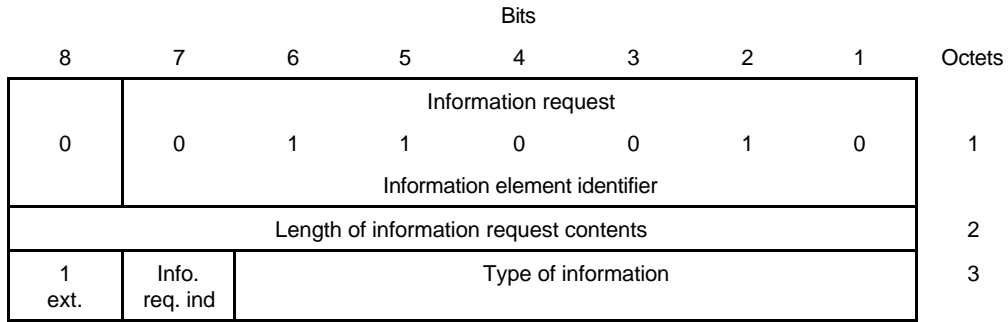 Bits
8 7 6 5 4 3 2 1 Octets
Information request
0 0 1 1 0 0 1 0 1
Information element identifier
Length of information request contents 2
1 Info. Type of information 3
ext. req. ind